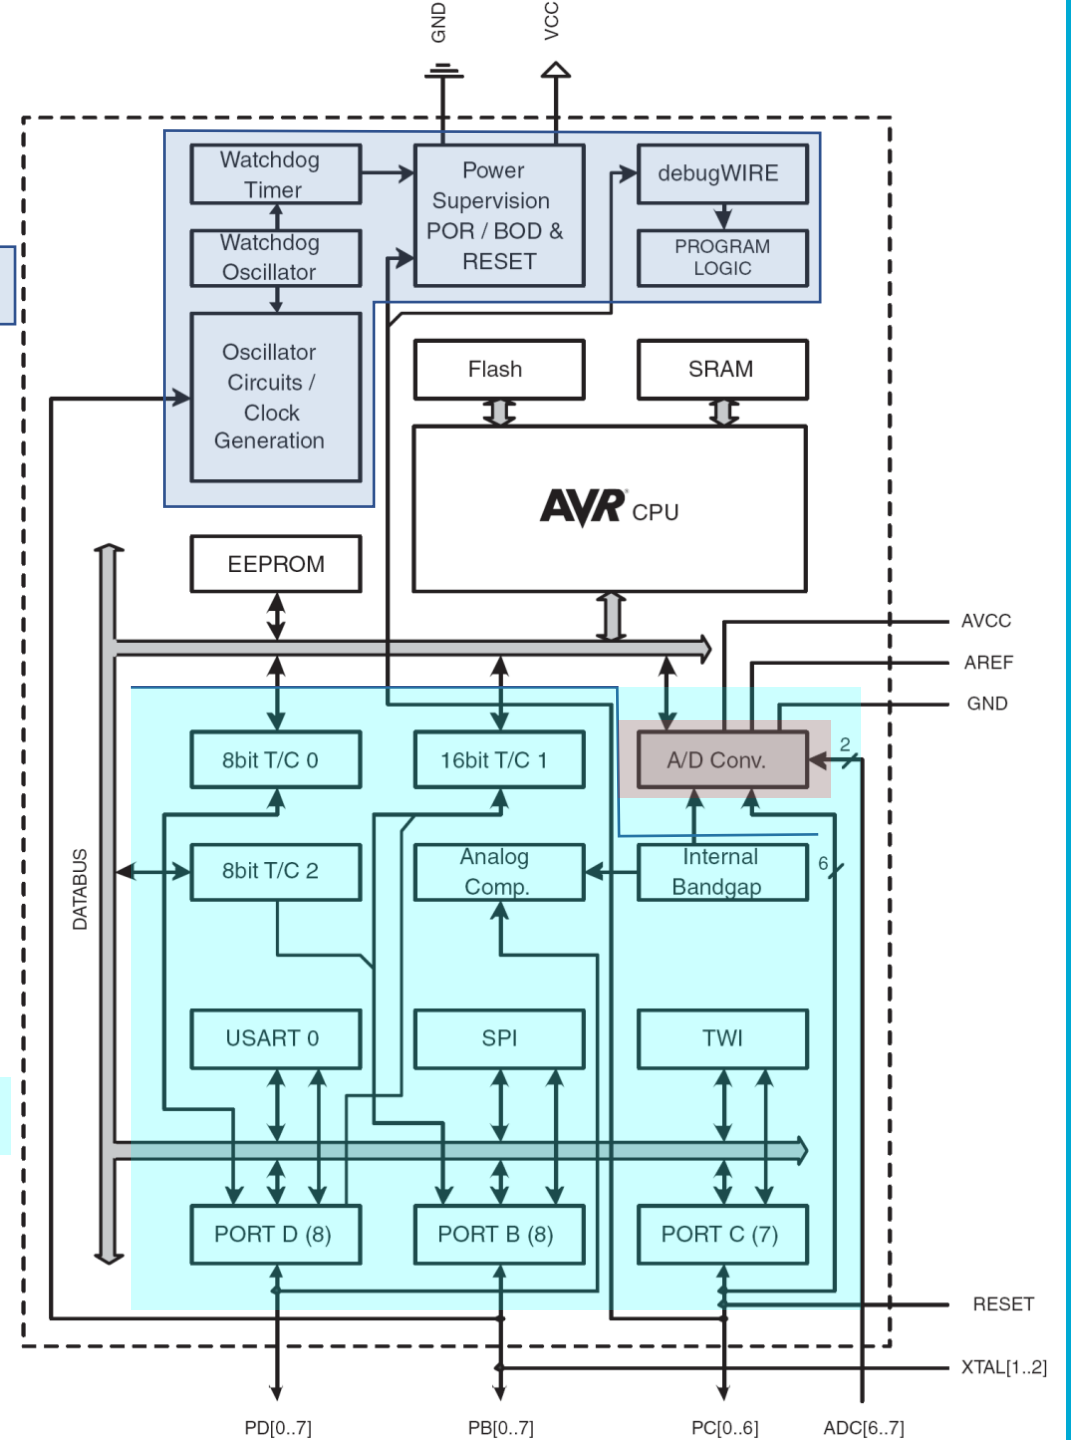 GND
VCC
Watchdog
Timer
Watchdog
Oscillator
Oscillator
Circuits /
Clock
Generation
Power
Supervision
POR / BOD &
RESET
debugWIRE
PROGRAM
LOGIC
Flash
SRAM
AVR CPU
EEPROM
AVCC
AREF
GND
8bit T/C 0
16bit T/C 1
A/D Conv.
2
DATABUS
8bit T/C 2
Analog
Comp.
Internal
Bandgap
6
USART 0
SPI
TWI
PORT D (8)
PORT B (8)
PORT C (7)
RESET
XTAL[1..2]
PD[0..7]
PB[0..7]
PC[0..6]
ADC[6..7]